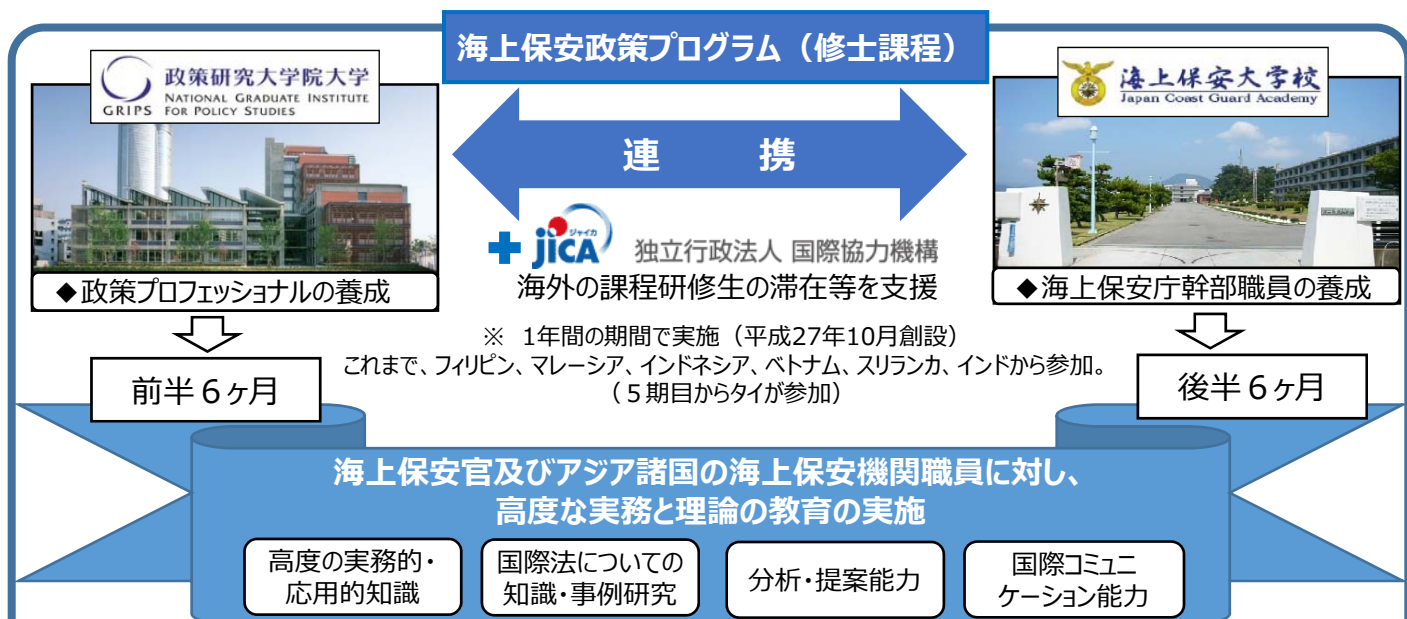 海上保安政策プログラム（修士課程）
政策研究大学院大学
NATIONAL GRADUATE INSTITUTE
FOR POLICY STUDIES
GRIPS
海上保安大学校
Japan Coast Guard Academy
連　携
＋
ジャイカ
jICA
独立行政法人 国際協力機構
海外の課程研修生の滞在等を支援
◆政策プロフェッショナルの養成
◆海上保安庁幹部職員の養成
※ 1年間の期間で実施（平成27年10月創設）
これまで、フィリピン、マレーシア、インドネシア、ベトナム、スリランカ、インドから参加。
（５期目からタイが参加）
前半６ヶ月
後半６ヶ月
海上保安官及びアジア諸国の海上保安機関職員に対し、
高度な実務と理論の教育の実施
高度の実務的・
応用的知識
国際法についての
知識・事例研究
分析・提案能力
国際コミュニ
ケーション能力